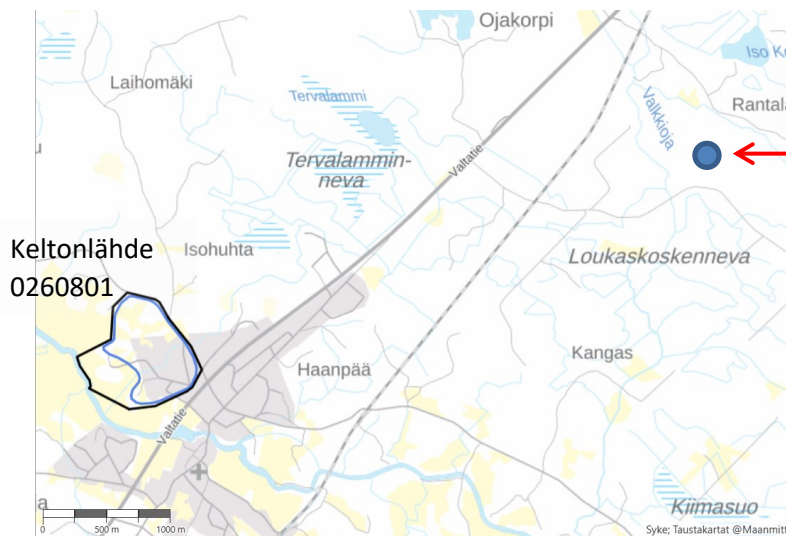 Ojakorpi
Iso K
Laihomäki
Tervalammi
Valkkioja
Rantala
Tervalammin-
neva
Valtatie
Keltonlähde
0260801
Isohuhta
Loukaskoskenneva
Kangas
Haanpää
Valtatie
Kiimasuo
a
0 500 m 1000 m
Syke; Taustakartat @Maanmitt